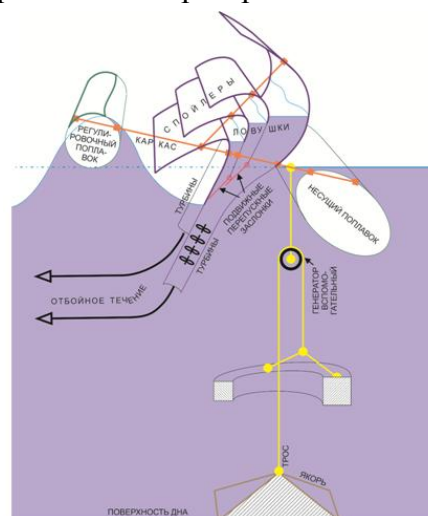 СПОЙЛЕРЫ
ЛОВУШКИ
РЕГУЛИ-
РОВОЧНЫЙ
ПОПЛА-
ВОК
КАРКАС
НЕСУЩИЙ ПОПЛАВОК
ТУРБИНЫ
ПОДВИЖНЫЕ
ПЕРЕПУСКНЫЕ
ЗАСЛОНКИ
ТУРБИНЫ
ОТБОЙНОЕ ТЕЧЕНИЕ
ГЕНЕРАТОР
ВСПОМО-
ГАТЕЛЬНЫЙ
ТРОС
ЯКОРЬ
ПОВЕРХНОСТЬ ДНА